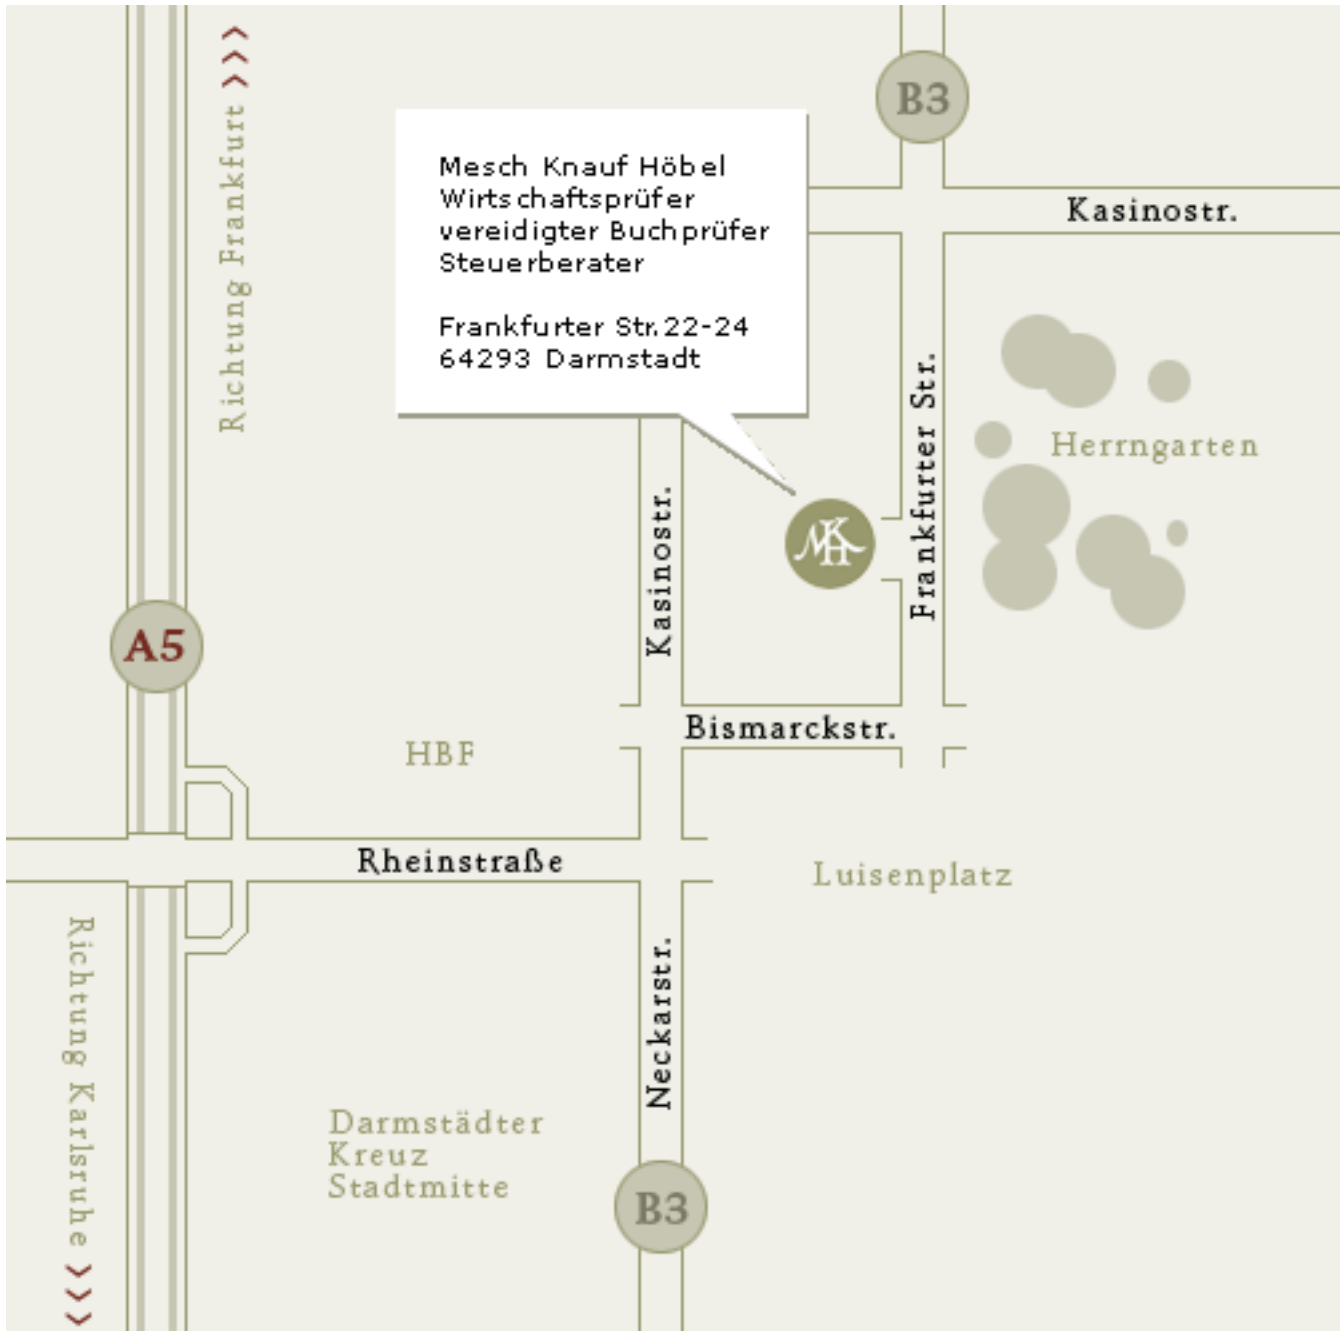 B3
Richtung Frankfurt
Mesch Knauf Höbel
Wirtschaftsprüfer
vereidigter Buchprüfer
Steuerberater
Frankfurter Str.22-24
64293 Darmstadt
Kasinostr.
Frankfurter Str.
Herrngarten
Kasinostr.
MKH
A5
Bismarckstr.
HBF
Rheinstraße
Luisenplatz
Richtung Karlsruhe
Neckarstr.
Darmstädter
Kreuz
Stadtmitte
B3